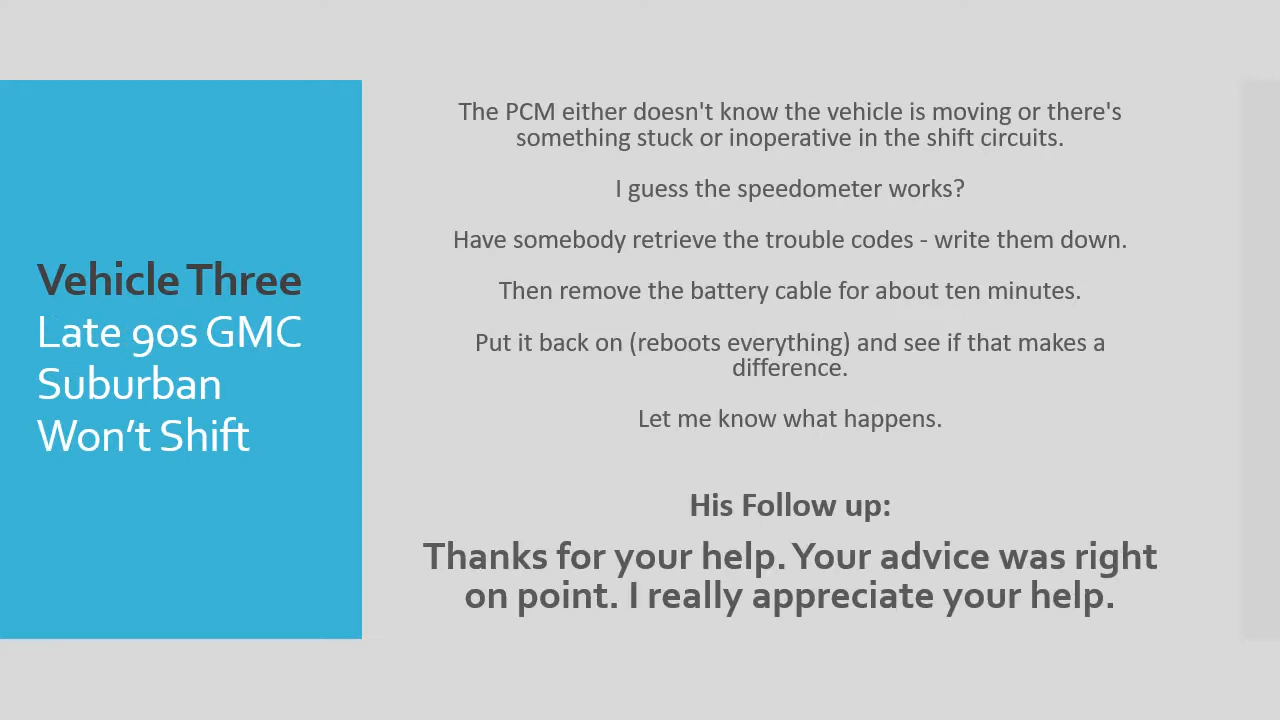 Vehicle Three
Late 90s GMC
Suburban
Won't Shift
The PCM either doesn't know the vehicle is moving or there's
something stuck or inoperative in the shift circuits.
I guess the speedometer works?
Have somebody retrieve the trouble codes - write them down.
Then remove the battery cable for about ten minutes.
Put it back on (reboots everything) and see if that makes a
difference.
Let me know what happens.
His Follow up:
Thanks for your help. Your advice was right
on point. I really appreciate your help.